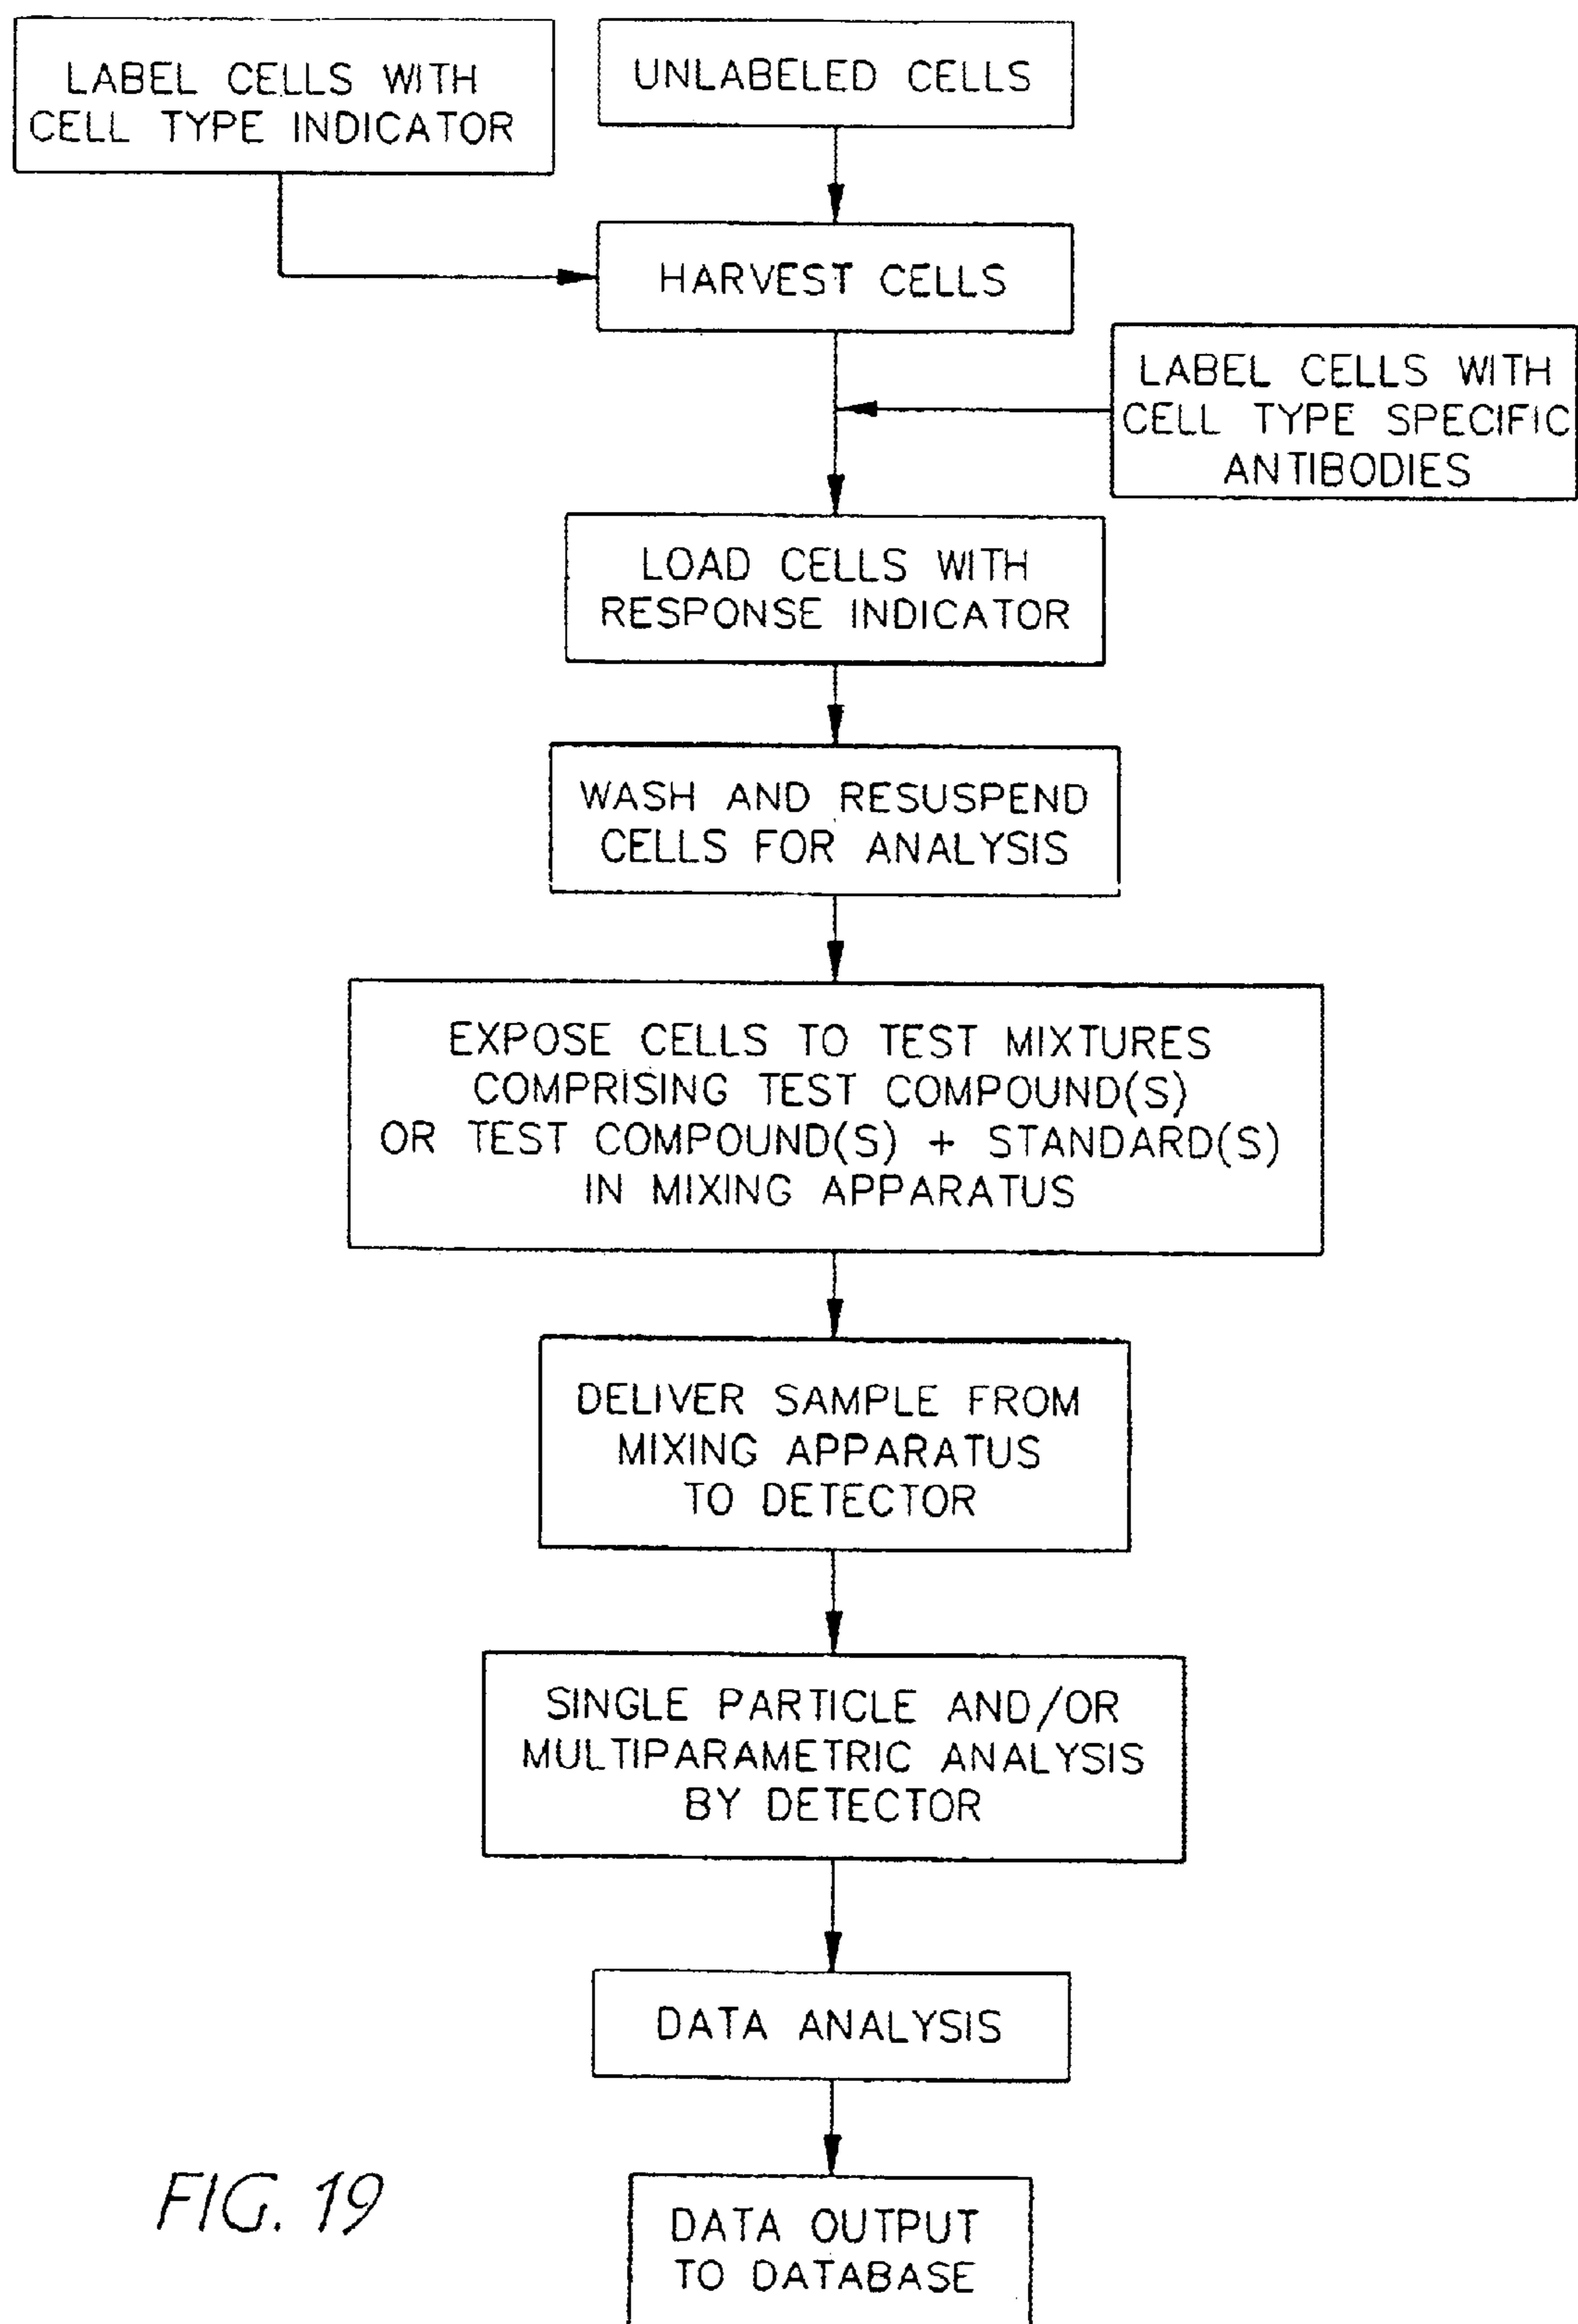 LABEL CELLS WITH
CELL TYPE INDICATOR
UNLABELED CELLS
HARVEST CELLS
LABEL CELLS WITH
CELL TYPE SPECIFIC
ANTIBODIES
LOAD CELLS WITH
RESPONSE INDICATOR
WASH AND RESUSPEND
CELLS FOR ANALYSIS
EXPOSE CELLS TO TEST MIXTURES
COMPRISING TEST COMPOUND(S)
OR TEST COMPOUND(S) + STANDARD(S)
IN MIXING APPARATUS
DELIVER SAMPLE FROM
MIXING APPARATUS
TO DETECTOR
SINGLE PARTICLE AND/OR
MULTIPARAMETRIC ANALYSIS
BY DETECTOR
DATA ANALYSIS
DATA OUTPUT
TO DATABASE
FIG. 19